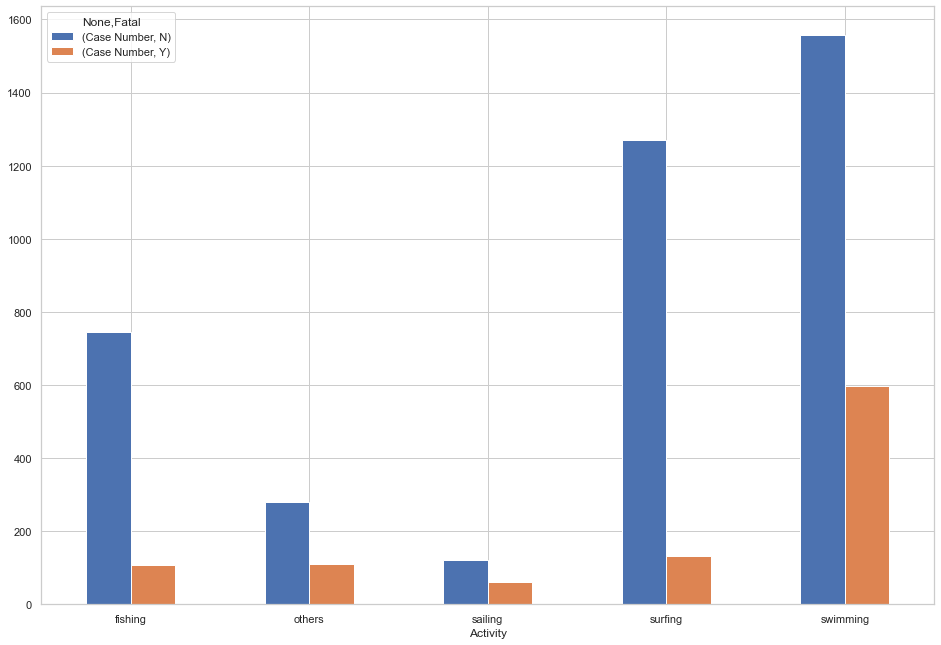 None,Fatal
(Case Number, N)
(Case Number, Y)
1600
1400
1200
1000
800
600
400
200
0
fishing others sailing surfing swimming
Activity